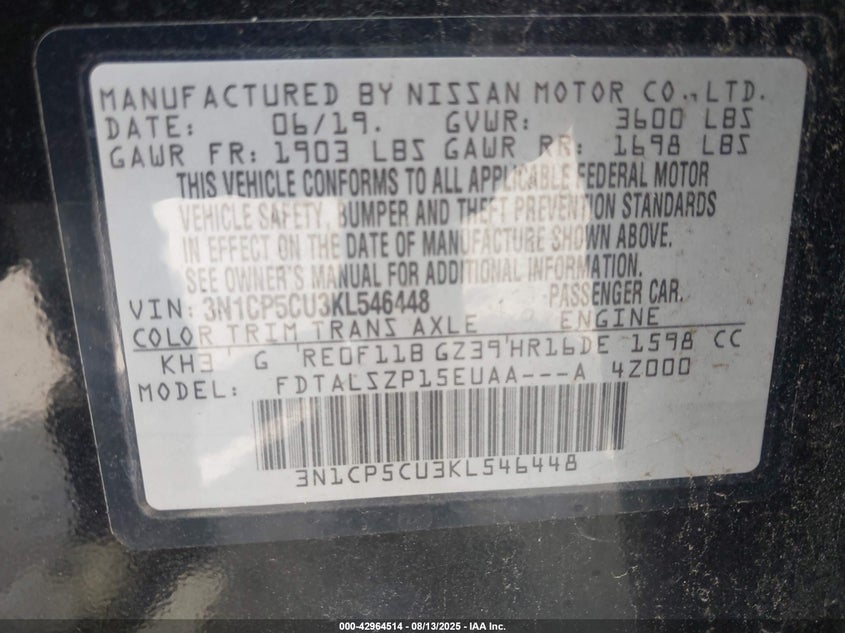 MANUFACTURED BY NISSAN MOTOR CO.,LTD.
DATE: 06/19. GVWR: 3600 LBS
GAWR FR: 1903 LBS GAWR RR: 1698 LBS
THIS VEHICLE CONFORMS TO ALL APPLICABLE FEDERAL MOTOR
VEHICLE SAFETY, BUMPER AND THEFT PREVENTION STANDARDS
IN EFFECT ON THE DATE OF MANUFACTURE SHOWN ABOVE.
SEE OWNER'S MANUAL FOR ADDITIONAL INFORMATION.
VIN: 3N1CP5CU3KL546448 PASSENGER CAR.
COLOR TRIM TRANS AXLE ENGINE
KH3 G RE0F11B GZ39 HR16DE 1598 CC
MODEL: FDTALSZP15EUAA---A 4Z000
3N1CP5CU3KL546448
000-42964514 - 08/13/2025 - IAA Inc.